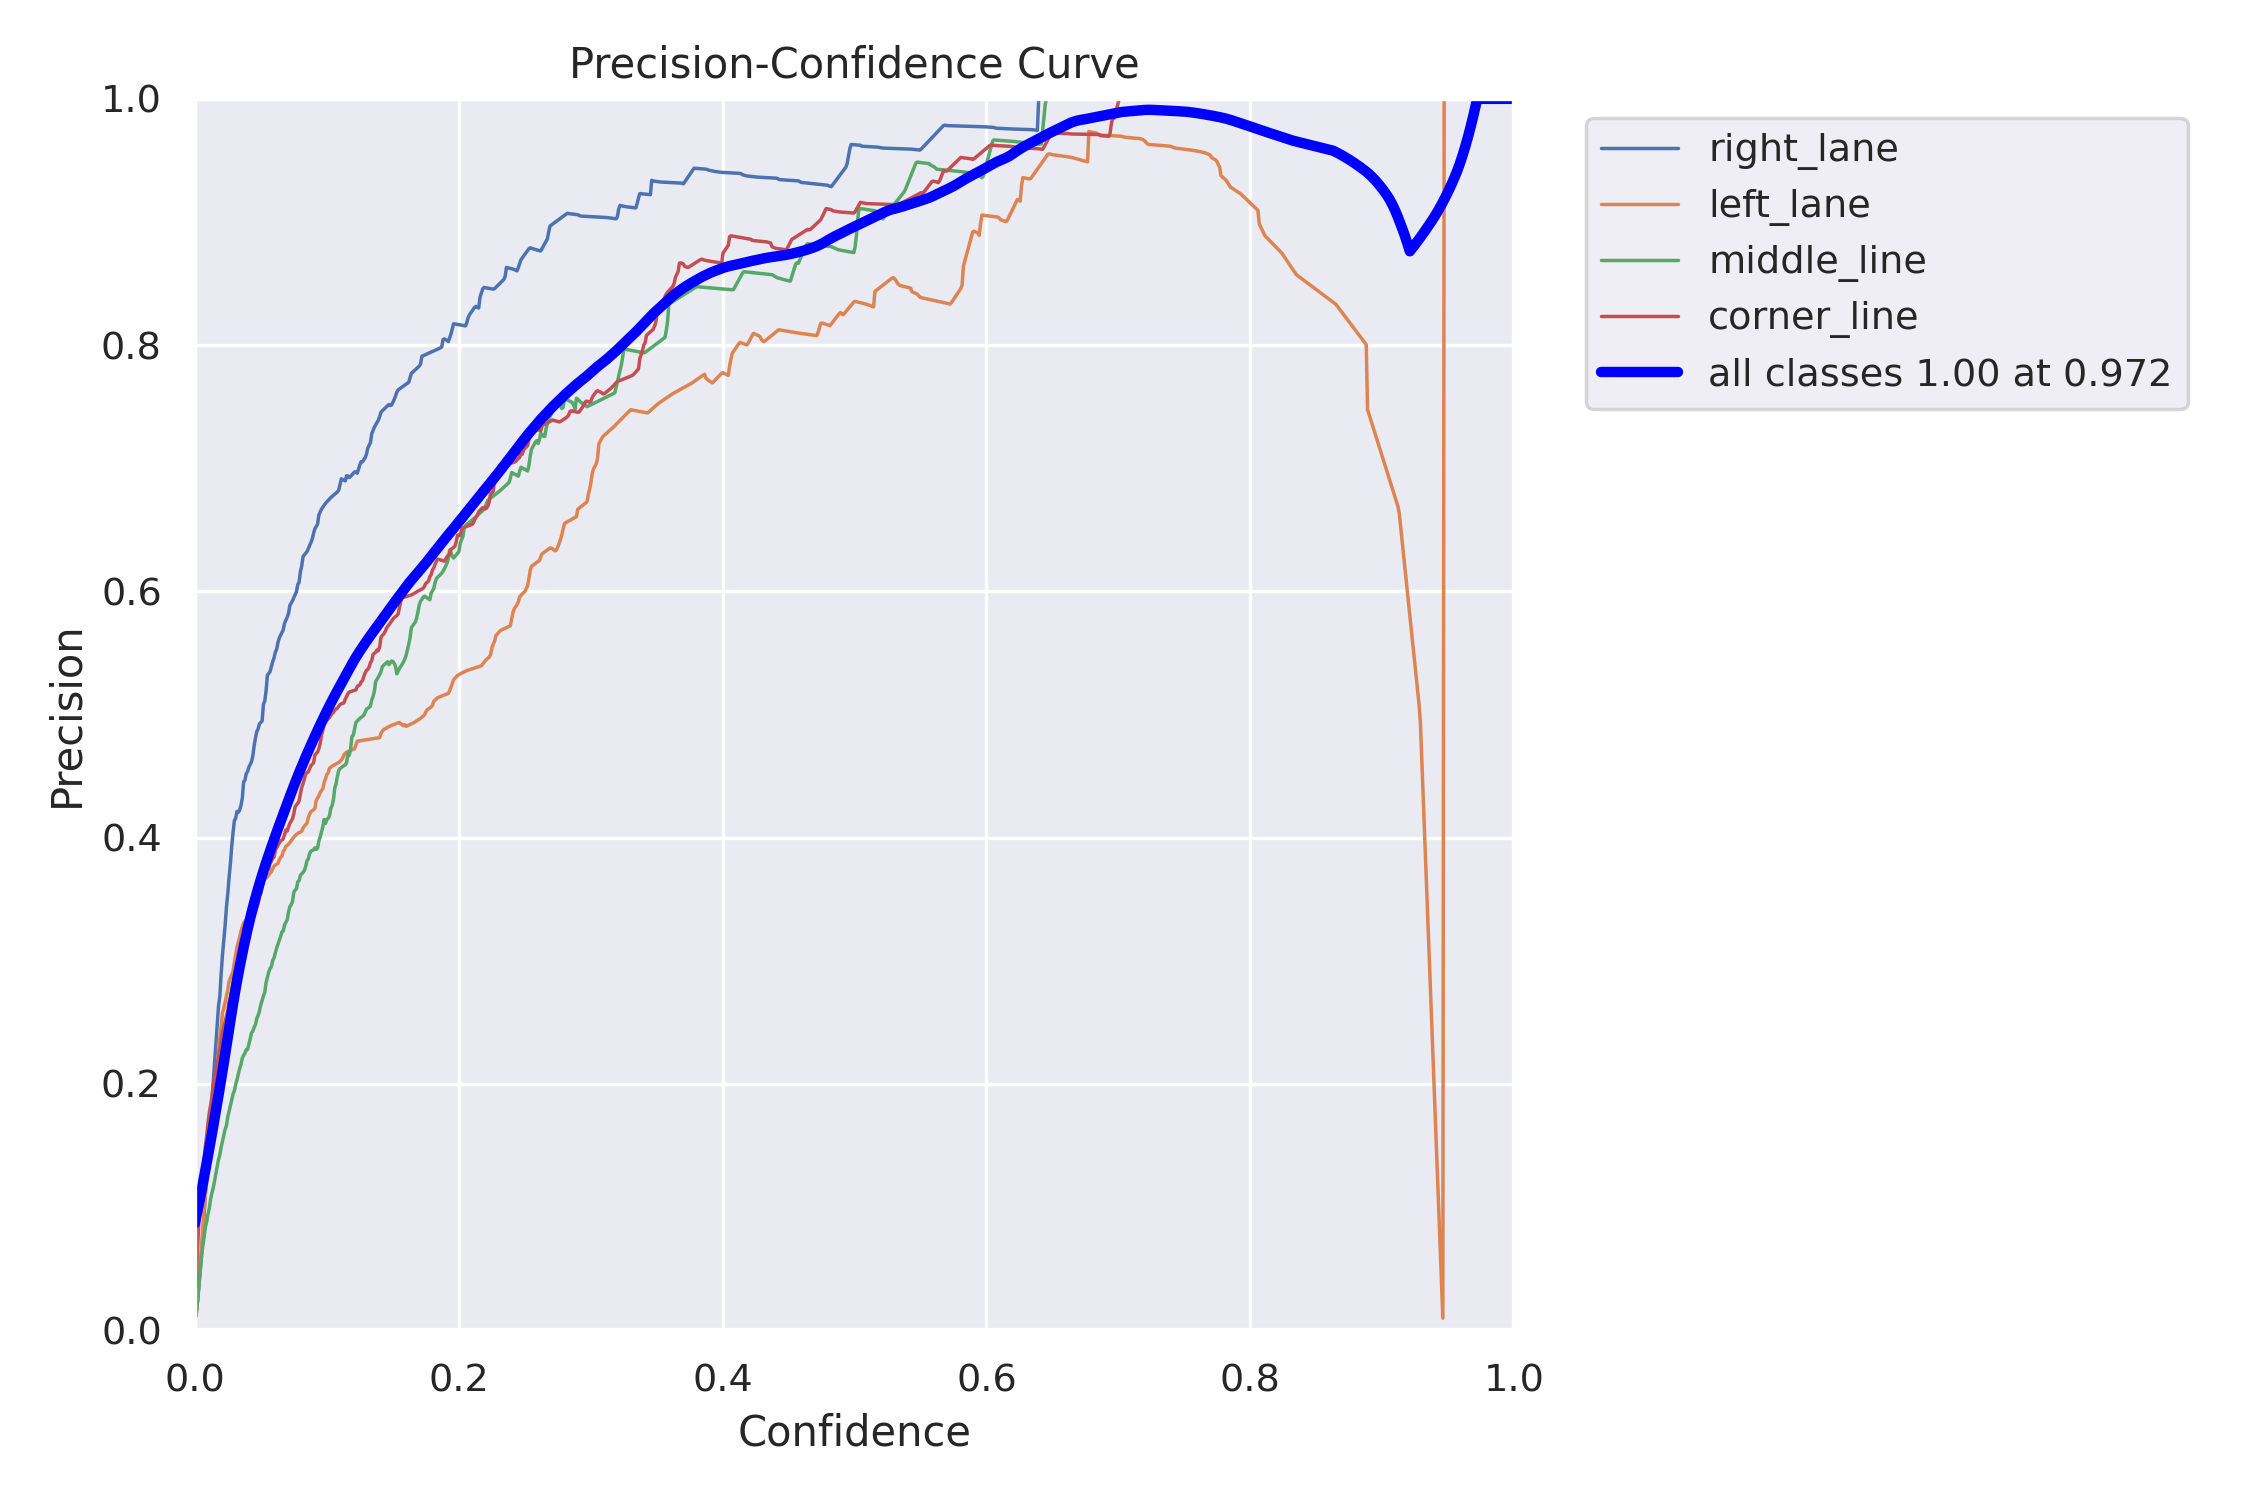 Precision-Confidence Curve
1.0
0.8
0.6
0.4
0.2
0.0
Precision
0.0 0.2 0.4 0.6 0.8 1.0
Confidence
right_lane
left_lane
middle_line
corner_line
all classes 1.00 at 0.972